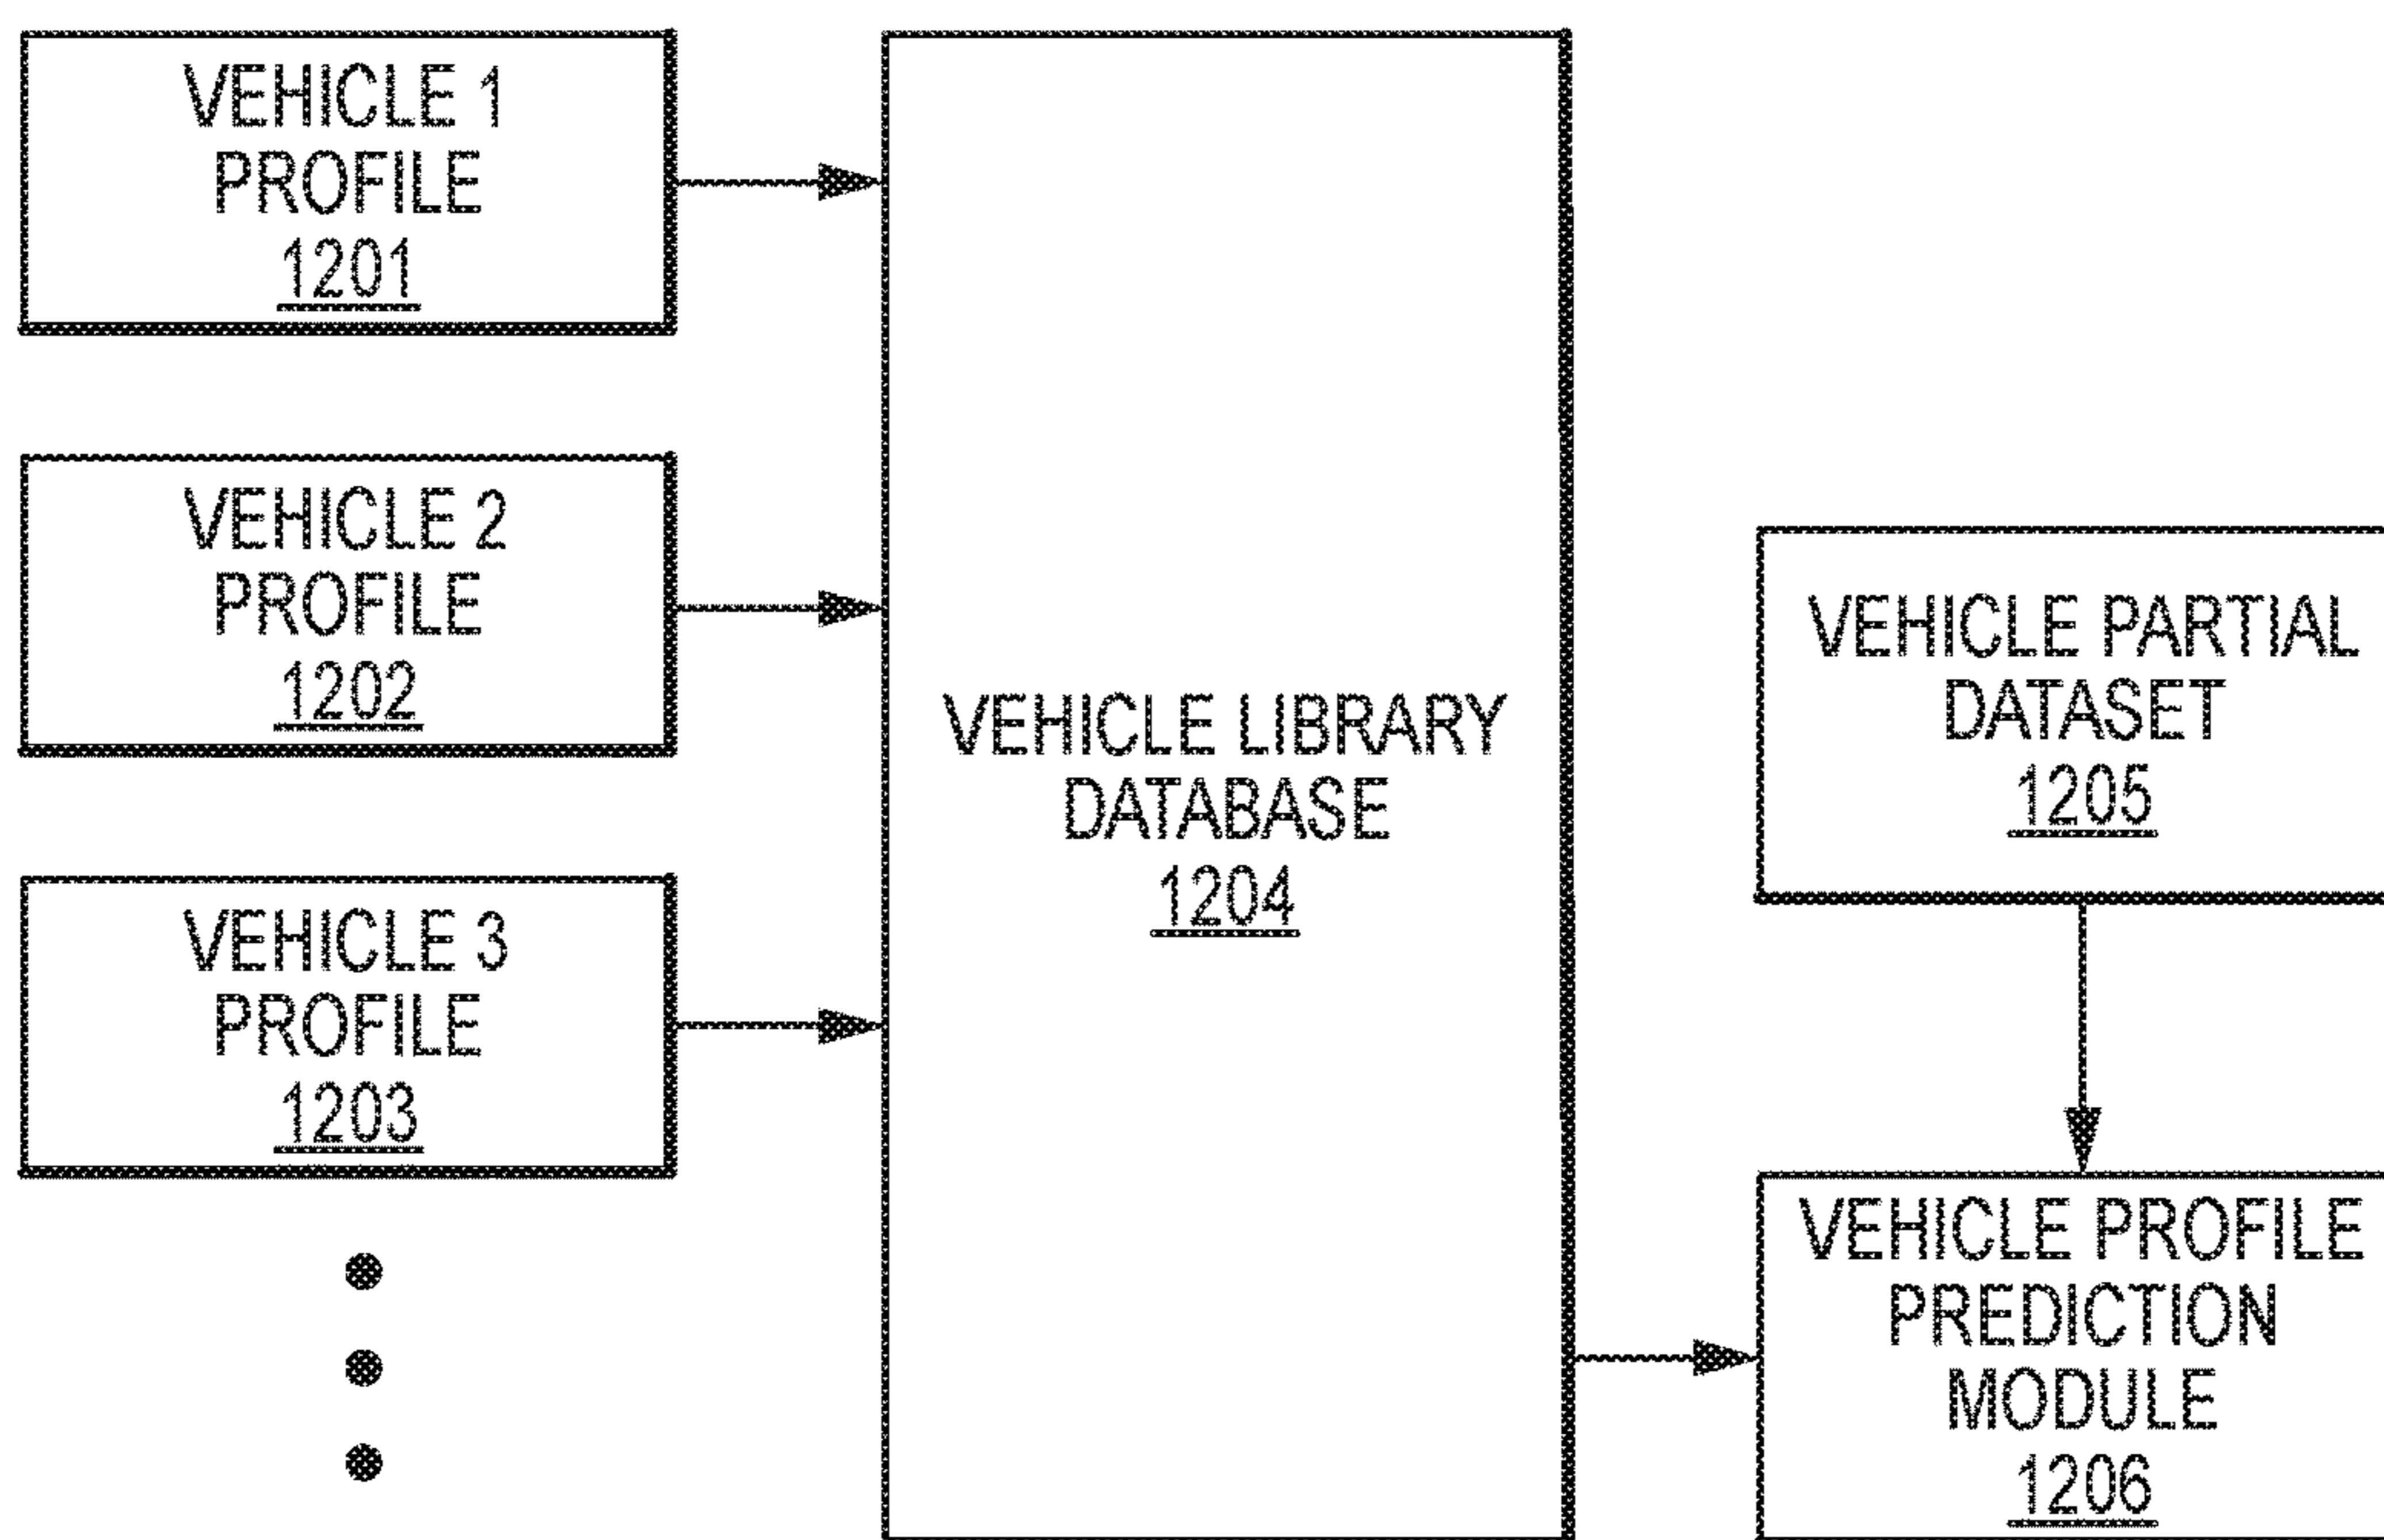 VEHICLE 1
PROFILE
1201
VEHICLE 2
PROFILE
1202
VEHICLE 3
PROFILE
1203
VEHICLE LIBRARY
DATABASE
1204
VEHICLE PARTIAL
DATASET
1205
VEHICLE PROFILE
PREDICTION
MODULE
1206